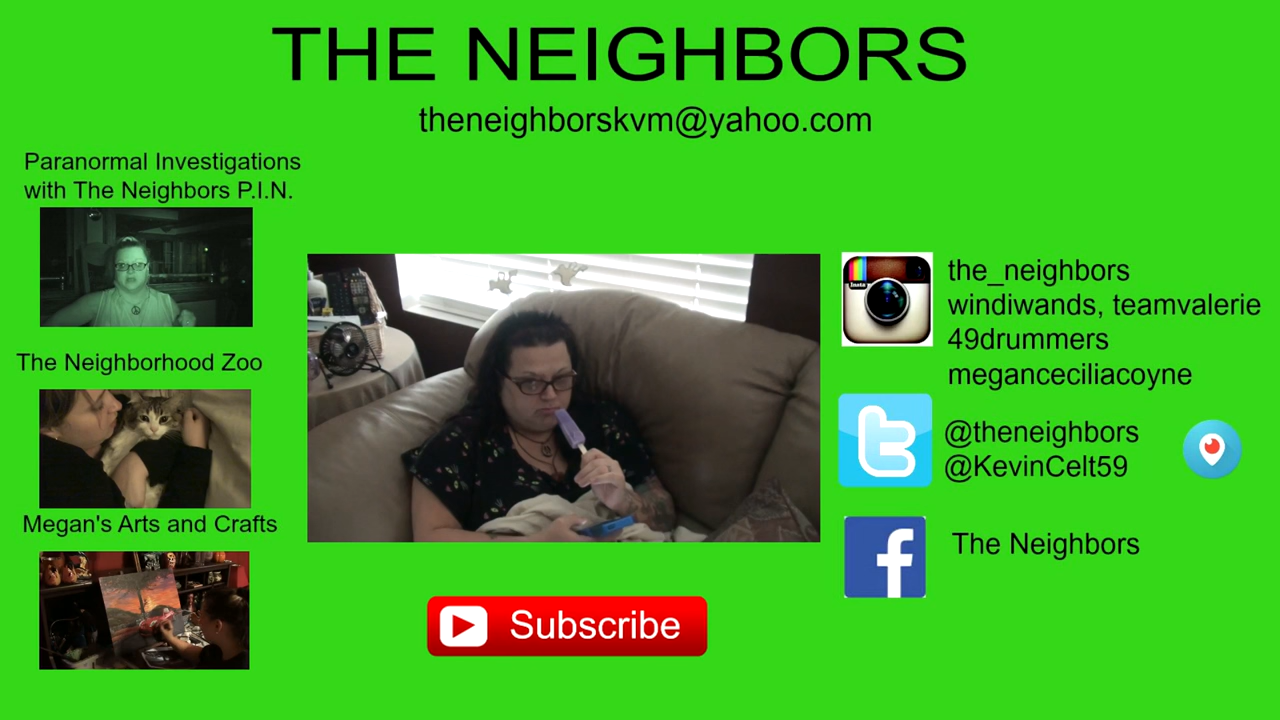 THE NEIGHBORS
theneighborskvm@yahoo.com
Paranormal Investigations
with The Neighbors P.I.N.
The Neighborhood Zoo
Megan's Arts and Crafts
Insta
the_neighbors
windiwands, teamvalerie
49drummers
meganceciliacoyne
@theneighbors
@KevinCelt59
The Neighbors
Subscribe